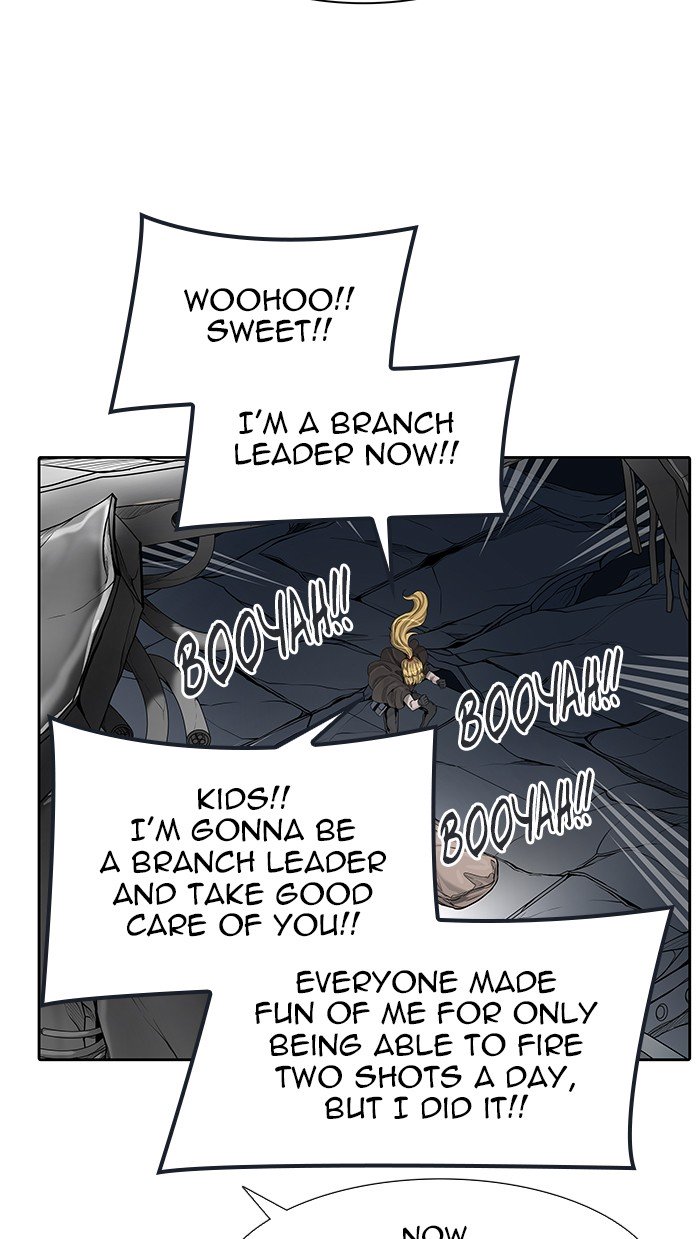 WOOHOO!!
SWEET!!
I'M A BRANCH
LEADER NOW!!
BOOYAH!!
BOOYAH!!
BOOYAH!!
KIDS!!
I'M GONNA BE
A BRANCH LEADER
AND TAKE GOOD
CARE OF YOU!!
EVERYONE MADE
FUN OF ME FOR ONLY
BEING ABLE TO FIRE
TWO SHOTS A DAY,
BUT I DID IT!!
NOW